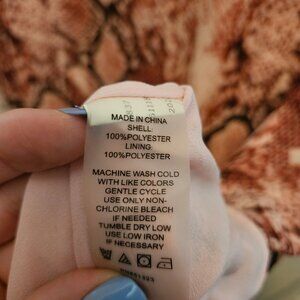 MADE IN CHINA
SHELL:
100%POLYESTER
LINING:
100%POLYESTER
MACHINE WASH COLD
WITH LIKE COLORS
GENTLE CYCLE
USE ONLY NON-
CHLORINE BLEACH
IF NEEDED
TUMBLE DRY LOW
USE LOW IRON
IF NECESSARY